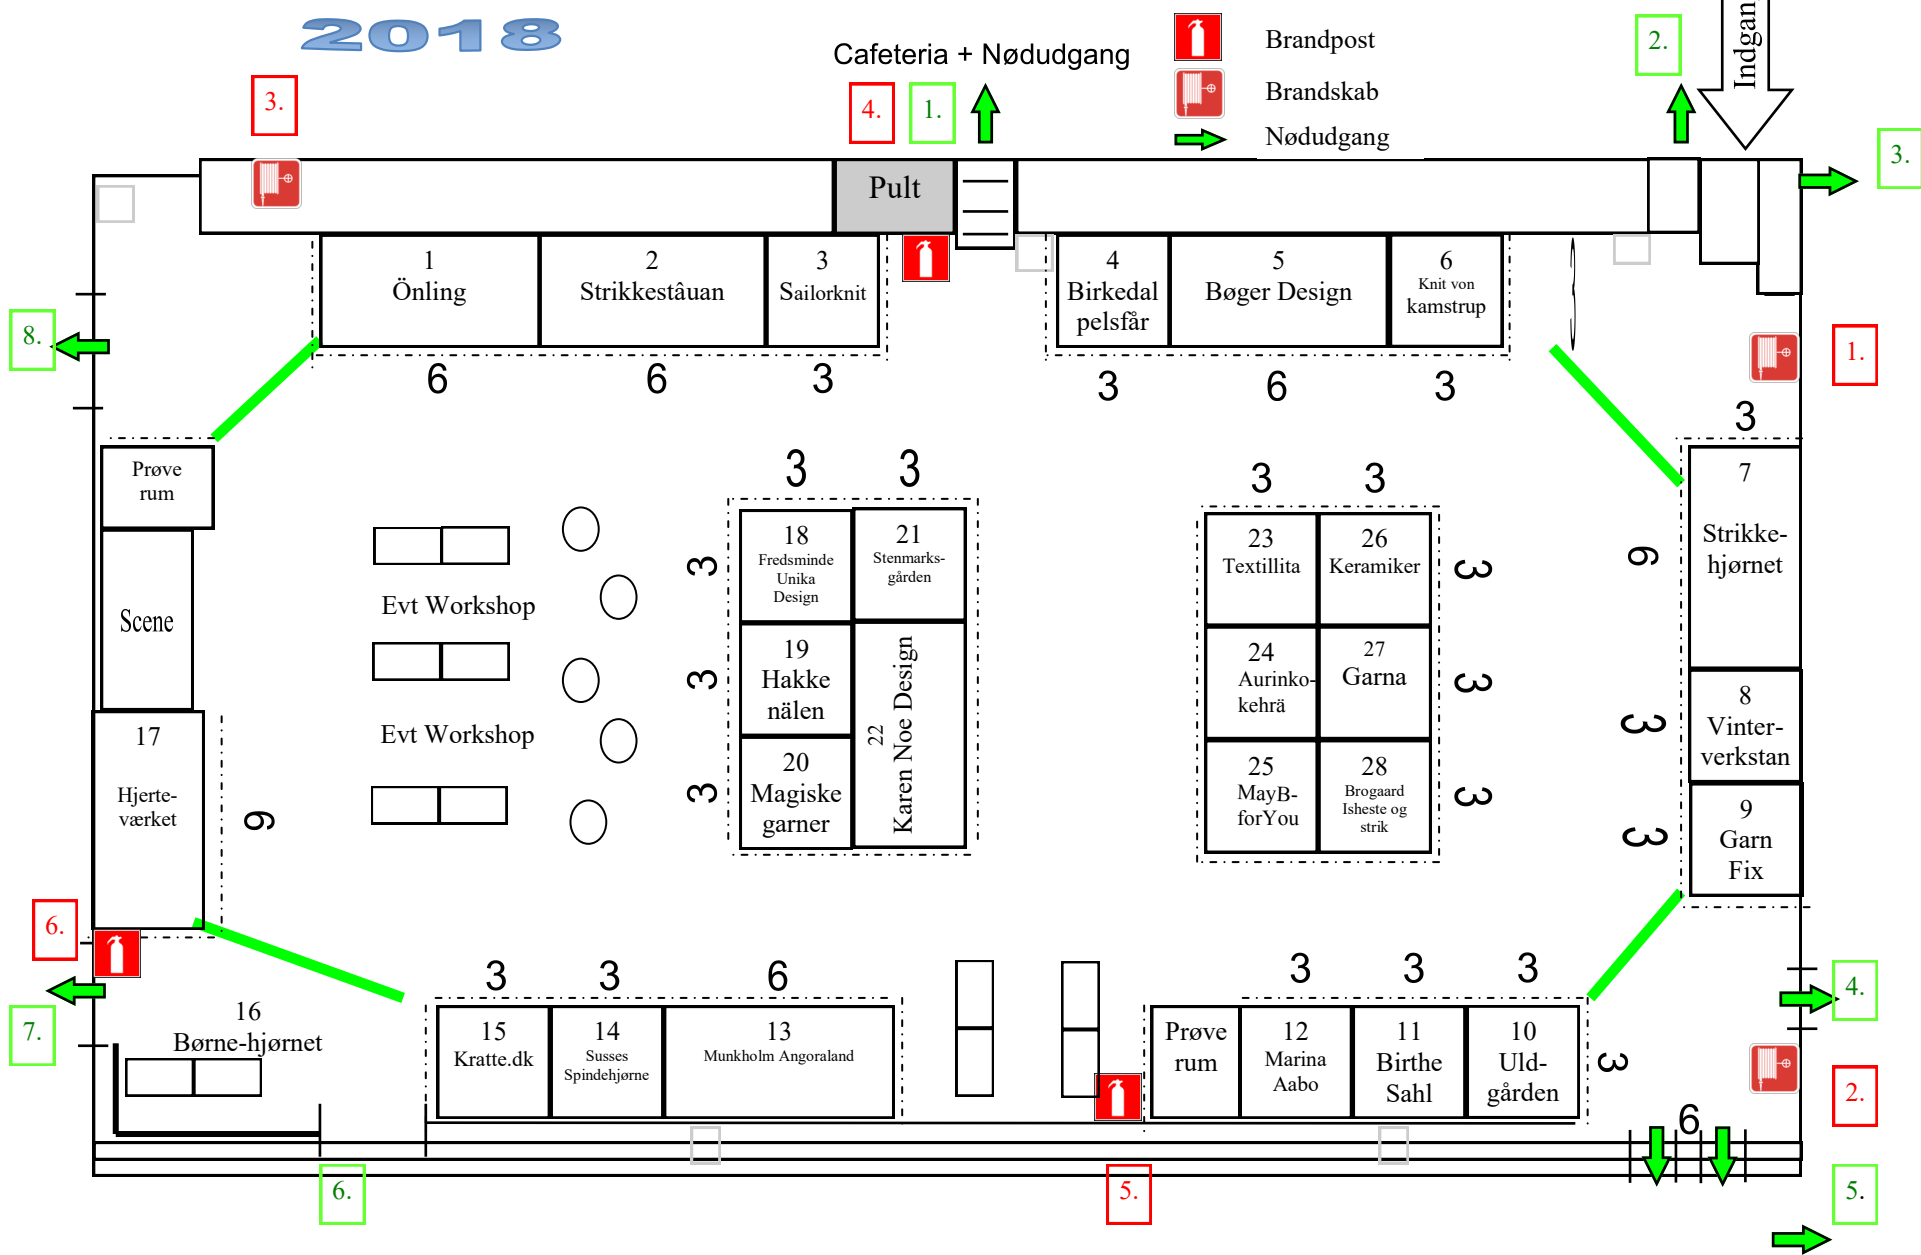 2018
Cafeteria + Nødudgang
Brandpost
Brandskab
Nødudgang
Indgang
2.
3.
4.
1.
3.
Pult
1
Önling
2
Strikkestâuan
3
Sailorknit
4
Birkedal
pelsfår
5
Bøger Design
6
Knit von
kamstrup
8.
1.
6
6
3
3
6
3
3
Prøve
rum
Scene
17
Hjerte-
værket
6
Evt Workshop
Evt Workshop
3
3
3
3
3
18
Fredsminde
Unika
Design
21
Stenmarks-
gården
19
Hakke
nälen
20
Magiske
garner
22
Karen Noe Design
3
3
23
Textillita
26
Keramiker
24
Aurinko-
kehrä
27
Garna
25
MayB-
forYou
28
Brogaard
Isheste og
strik
3
3
3
6
3
3
7
Strikke-
hjørnet
8
Vinter-
verkstan
9
Garn
Fix
6.
7.
16
Børne-hjørnet
3
3
6
15
Kratte.dk
14
Susses
Spindehjørne
13
Munkholm Angoraland
3
3
3
Prøve
rum
12
Marina
Aabo
11
Birthe
Sahl
10
Uld-
gården
3
6
4.
2.
6.
5.
5.